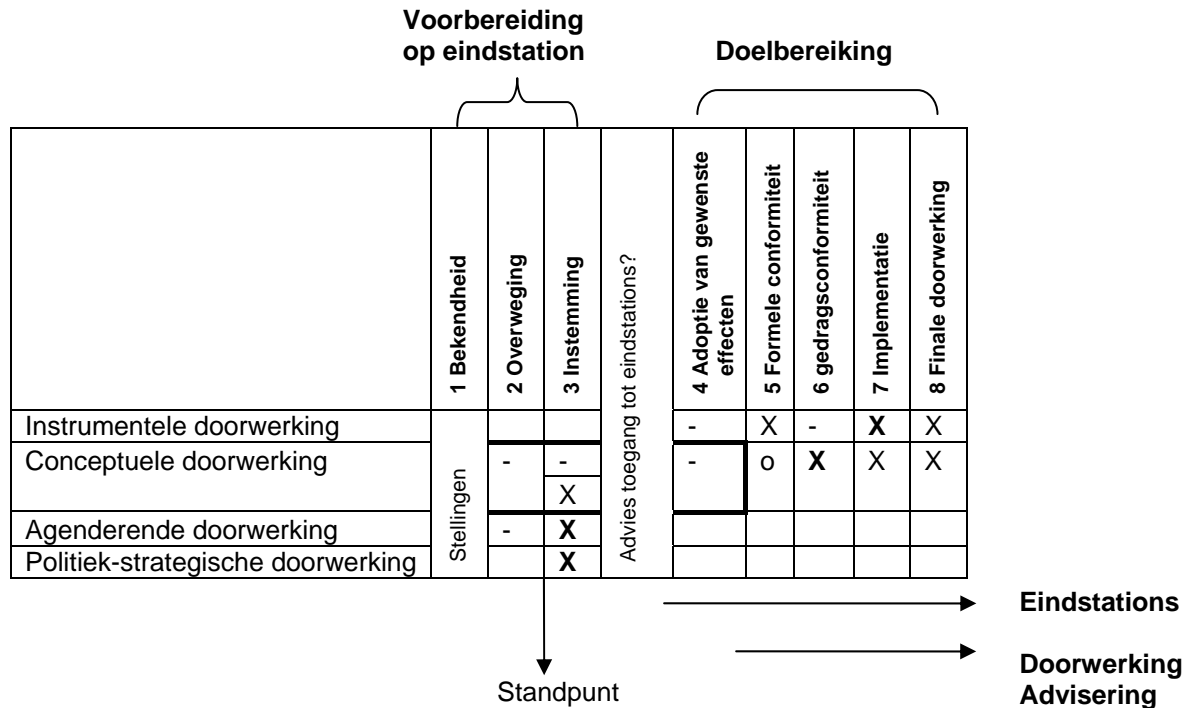 Voorbereiding
op eindstation
Doelbereiking
1 Bekendheid
2 Overweging
3 Instemming
Advies toegang tot eindstations?
4 Adoptie van gewenste
effecten
5 Formele conformiteit
6 gedragsconformiteit
7 Implementatie
8 Finale doorwerking
Instrumentele doorwerking
- X - X X
Conceptuele doorwerking
Stellingen
- - - o X X X
X
Agenderende doorwerking
- X
Politiek-strategische doorwerking
X
Eindstations
Doorwerking
Advisering
Standpunt